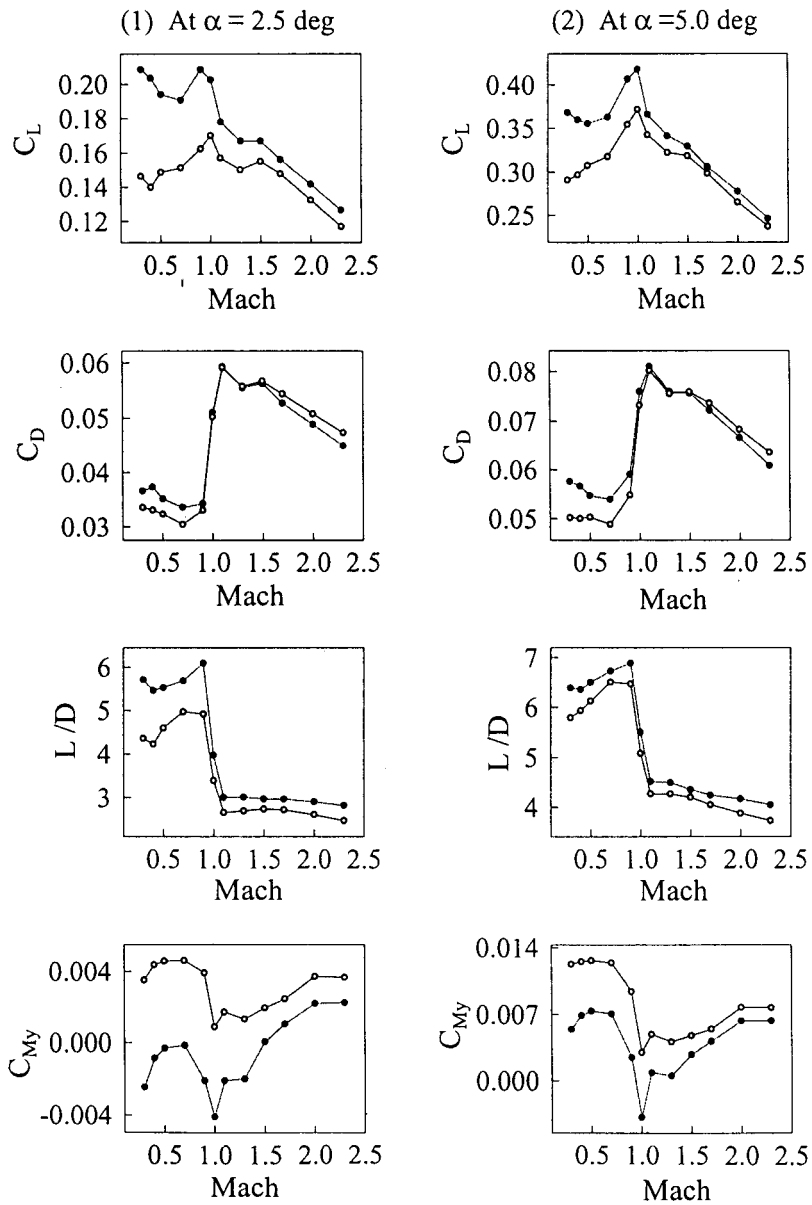 (1) At α = 2.5 deg
(2) At α =5.0 deg
C_L
0.20
0.18
0.16
0.14
0.12
0.5 1.0 1.5 2.0 2.5
Mach
C_L
0.40
0.35
0.30
0.25
0.5 1.0 1.5 2.0 2.5
Mach
C_D
0.06
0.05
0.04
0.03
0.5 1.0 1.5 2.0 2.5
Mach
C_D
0.08
0.07
0.06
0.05
0.5 1.0 1.5 2.0 2.5
Mach
L/D
6
5
4
3
0.5 1.0 1.5 2.0 2.5
Mach
L/D
7
6
5
4
0.5 1.0 1.5 2.0 2.5
Mach
C_My
0.004
0.000
-0.004
0.5 1.0 1.5 2.0 2.5
Mach
C_My
0.014
0.007
0.000
0.5 1.0 1.5 2.0 2.5
Mach